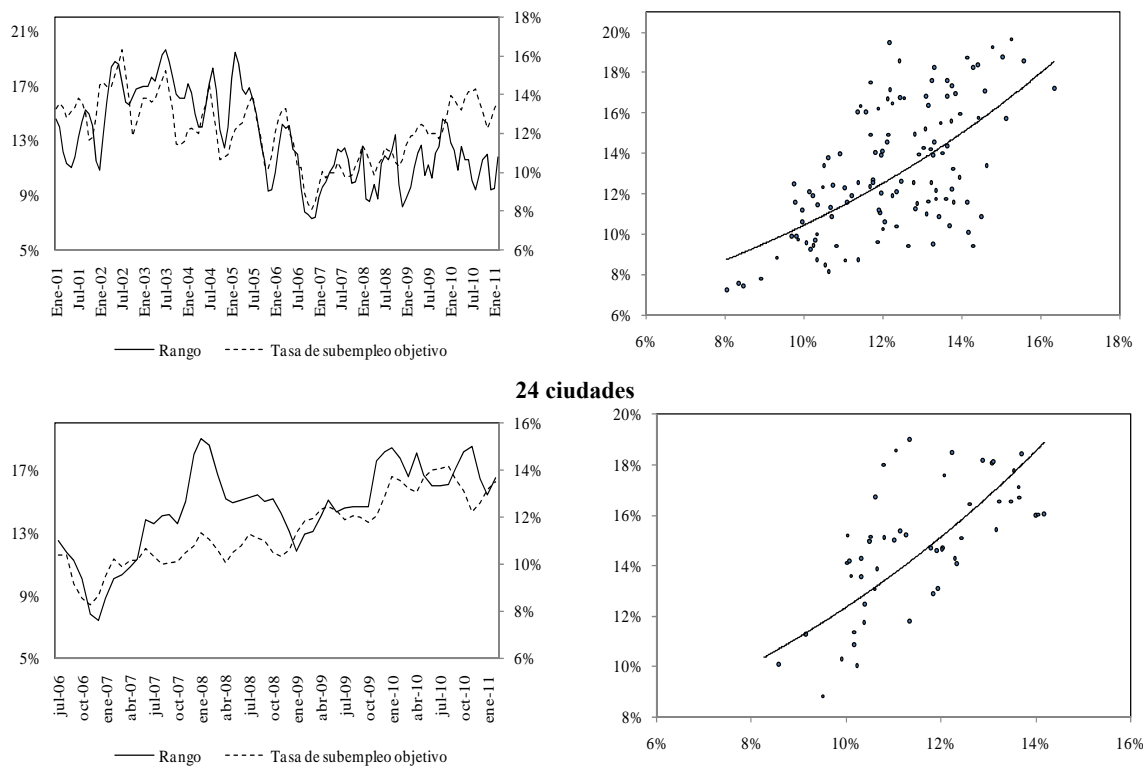 21%
17%
13%
9%
5%
18%
16%
14%
12%
10%
8%
6%
Ene-01
Jul-01
Ene-02
Jul-02
Ene-03
Jul-03
Ene-04
Jul-04
Ene-05
Jul-05
Ene-06
Jul-06
Ene-07
Jul-07
Ene-08
Jul-08
Ene-09
Jul-09
Ene-10
Jul-10
Ene-11
Rango
Tasa de subempleo objetivo
20%
18%
16%
14%
12%
10%
8%
6%
6%
8%
10%
12%
14%
16%
18%
24 ciudades
17%
13%
9%
5%
16%
14%
12%
10%
8%
6%
jul-06
oct-06
ene-07
abr-07
jul-07
oct-07
ene-08
abr-08
jul-08
oct-08
ene-09
abr-09
jul-09
oct-09
ene-10
abr-10
jul-10
oct-10
ene-11
Rango
Tasa de subempleo objetivo
20%
18%
16%
14%
12%
10%
8%
6%
8%
10%
12%
14%
16%